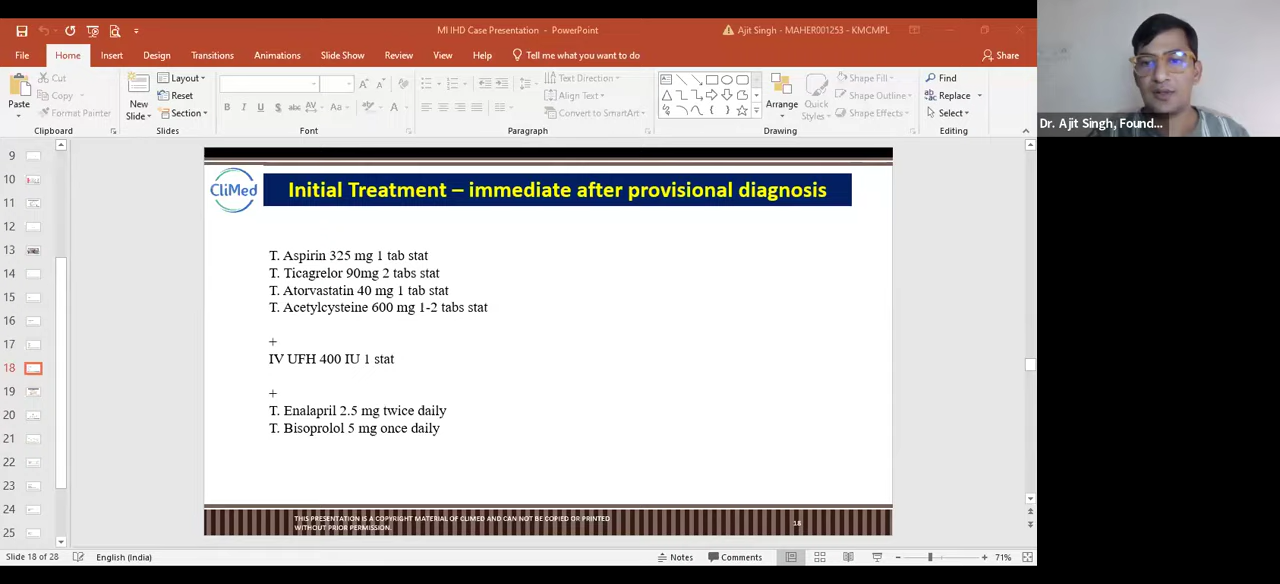 MI IHD Case Presentation - PowerPoint
Ajit Singh - MAHER001253 - KMCMPL
File Home Insert Design Transitions Animations Slide Show Review View Help Tell me what you want to do Share
Paste
Cut
Copy
Format Painter
Clipboard
New Slide
Layout
Reset
Section
Slides
B I U S abc AV Aa A
Font
Text Direction
Align Text
Convert to SmartArt
Paragraph
Arrange
Quick Styles
Shape Fill
Shape Outline
Shape Effects
Drawing
Find
Replace
Select
Editing
Dr. Ajit Singh, Found...
9
10
11
12
13
14
15
16
17
18
19
20
21
22
23
24
25
CliMed
Initial Treatment – immediate after provisional diagnosis
T. Aspirin 325 mg 1 tab stat
T. Ticagrelor 90mg 2 tabs stat
T. Atorvastatin 40 mg 1 tab stat
T. Acetylcysteine 600 mg 1-2 tabs stat
+
IV UFH 400 IU 1 stat
+
T. Enalapril 2.5 mg twice daily
T. Bisoprolol 5 mg once daily
THIS PRESENTATION IS A COPYRIGHT MATERIAL OF CLIMED AND CAN NOT BE COPIED OR PRINTED
WITHOUT PRIOR PERMISSION.
18
Slide 18 of 28 English (India) Notes Comments 71%